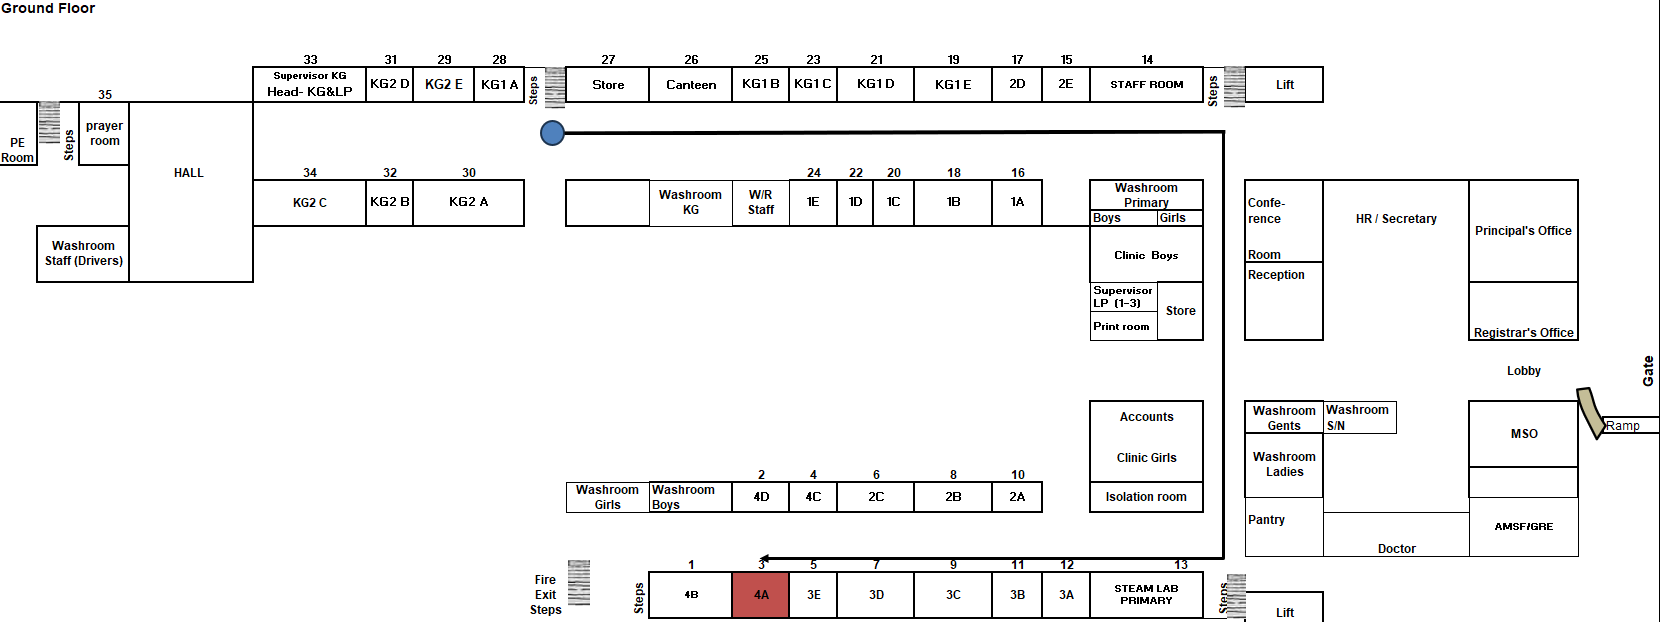 Ground Floor
33
31
29
28
27
26
25
23
21
19
17
15
14
Supervisor KG
Head- KG&LP
KG2 D
KG2 E
KG1 A
Steps
Store
Canteen
KG1 B
KG1 C
KG1 D
KG1 E
2D
2E
STAFF ROOM
Steps
Lift
35
PE
Room
Steps
prayer
room
HALL
34
32
30
24
22
20
18
16
KG2 C
KG2 B
KG2 A
Washroom
KG
W/R
Staff
1E
1D
1C
1B
1A
Washroom
Primary
Boys
Girls
Confe-
rence
Room
HR / Secretary
Principal's Office
Washroom
Staff (Drivers)
Clinic Boys
Reception
Supervisor
LP (1-3)
Print room
Store
Registrar's Office
Lobby
Gate
Accounts
Clinic Girls
Isolation room
Washroom
Gents
Washroom
S/N
MSO
Ramp
Washroom
Ladies
2
4
6
8
10
Washroom
Girls
Washroom
Boys
4D
4C
2C
2B
2A
Pantry
AMSF/GRE
Doctor
1
3
5
7
9
11
12
13
Fire
Exit
Steps
Steps
4B
4A
3E
3D
3C
3B
3A
STEAM LAB
PRIMARY
Steps
Lift